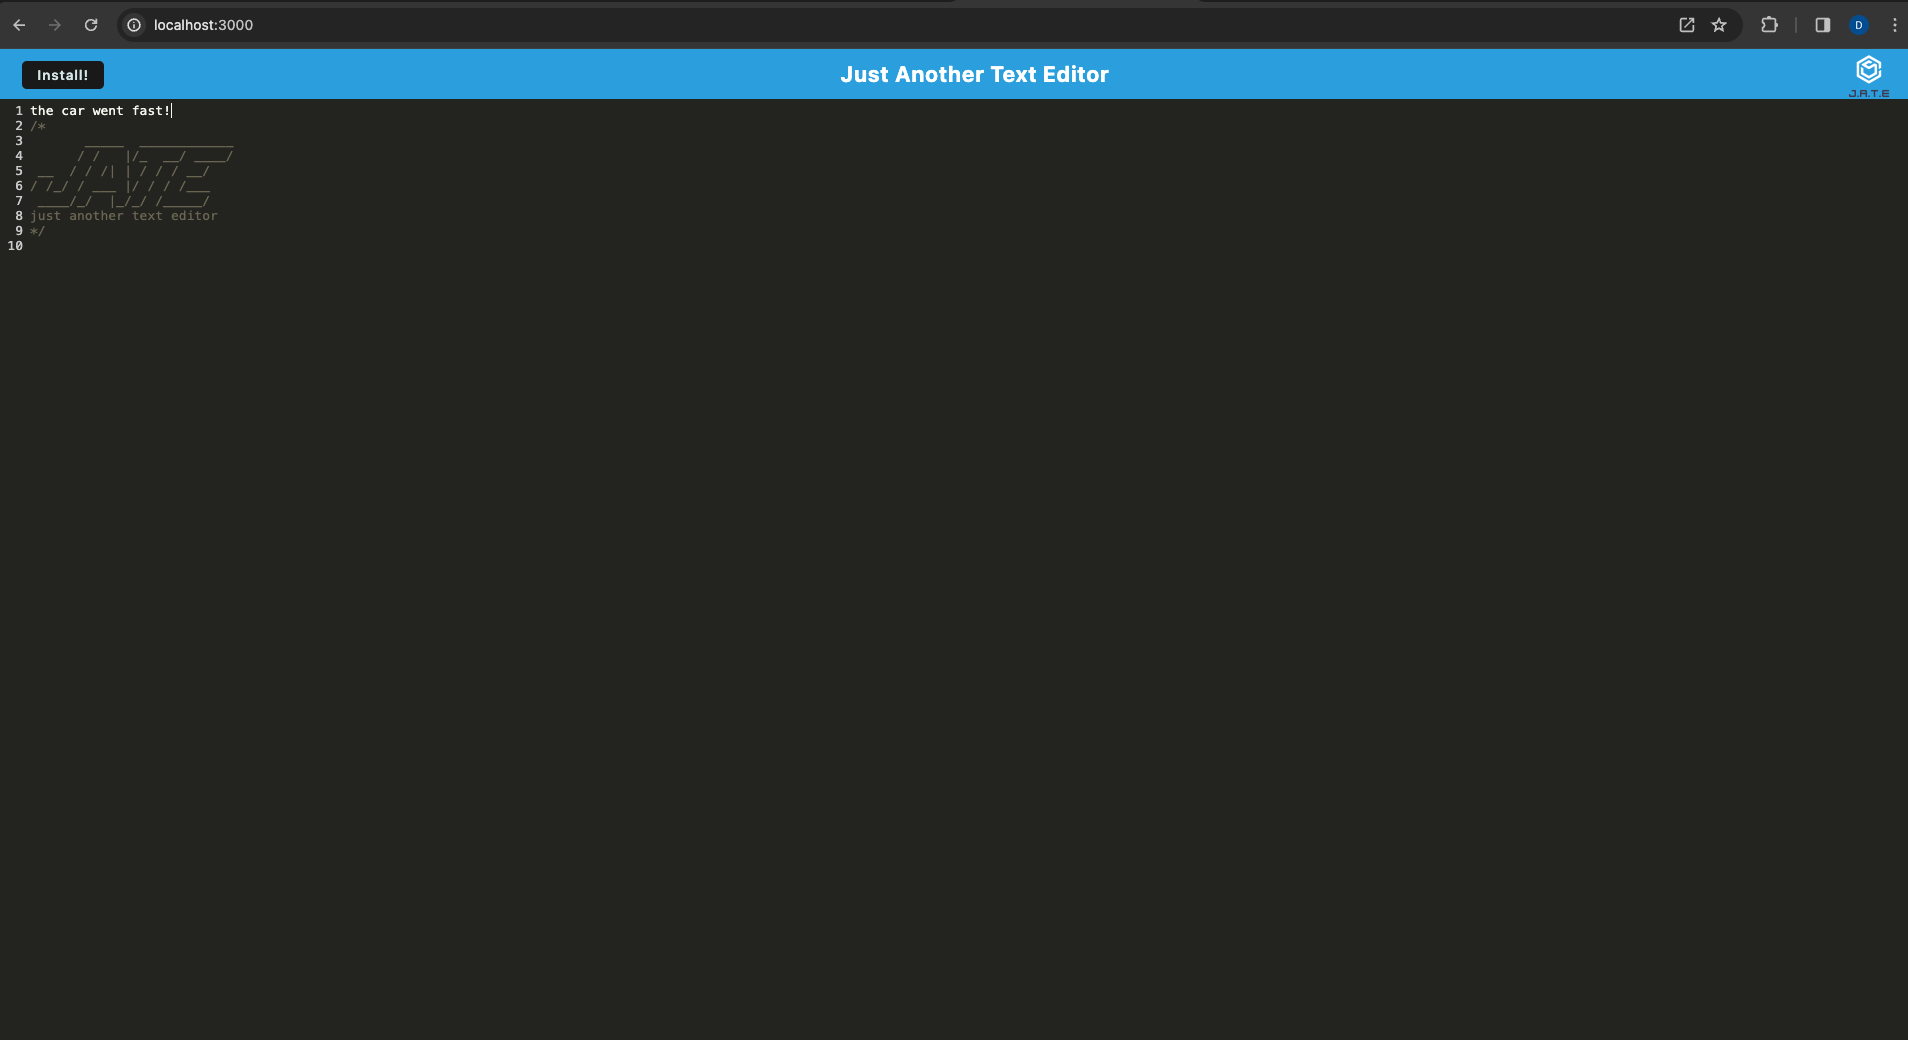 localhost:3000
D
Install!
Just Another Text Editor
J.A.T.E
1 the car went fast!
2 /*
3        _____  ____________
4       / /   |/_  __/ ____/
5  __  / / /| | / / / __/
6 / /_/ / ___ |/ / / /___
7  ____/_/  |_/_/ /_____/
8 just another text editor
9 */
10